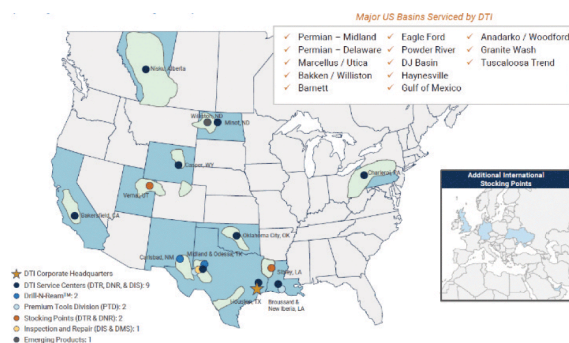 Major US Basins Serviced by DTI
✓ Permian – Midland
✓ Permian – Delaware
✓ Marcellus / Utica
✓ Bakken / Williston
✓ Barnett
✓ Eagle Ford
✓ Powder River
✓ DJ Basin
✓ Haynesville
✓ Gulf of Mexico
✓ Anadarko / Woodford
✓ Granite Wash
✓ Tuscaloosa Trend
Nisku, Alberta
Williston, ND
Minot, ND
Casper, WY
Vernal, UT
Charleroi, PA
Bakersfield, CA
Oklahoma City, OK
Carlsbad, NM
Midland & Odessa, TX
Sibley, LA
Houston, TX
Broussard &
New Iberia, LA
Additional International
Stocking Points
DTI Corporate Headquarters
DTI Service Centers (DTR, DNR, & DIS): 9
Drill-N-Ream™: 2
Premium Tools Division (PTD): 2
Stocking Points (DTR & DNR): 2
Inspection and Repair (DIS & DMS): 1
Emerging Products: 1